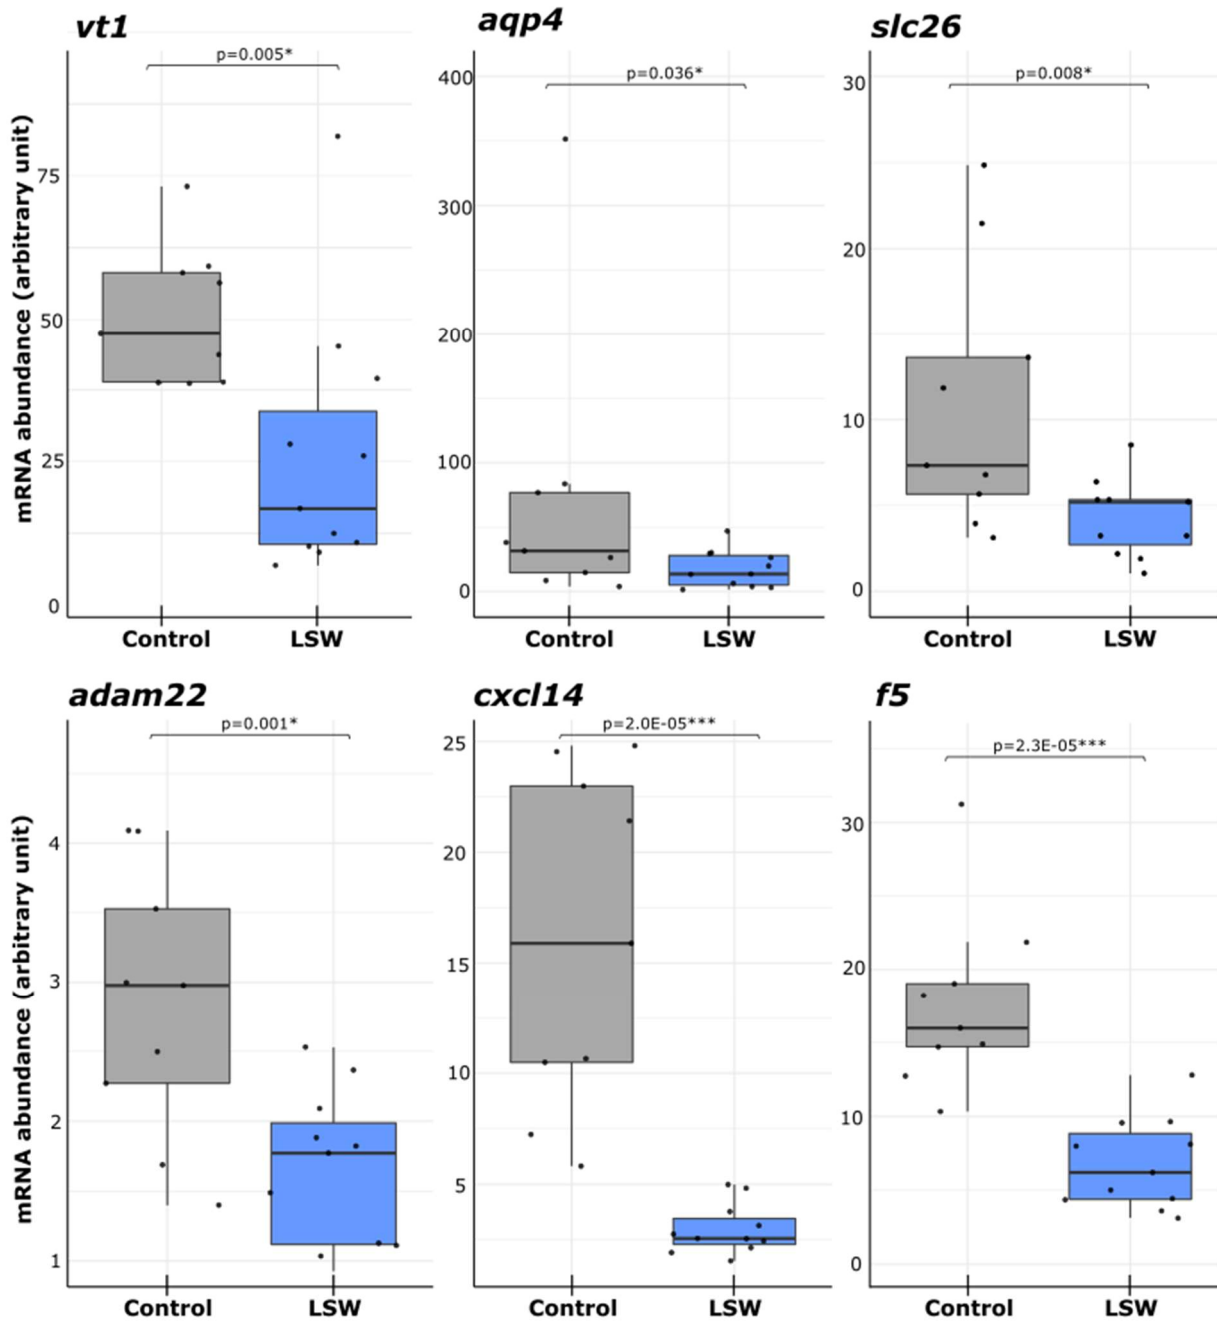 vt1
aqp4
slc26
p=0.005*
p=0.036*
p=0.008*
mRNA abundance (arbitrary unit)
75
50
25
0
400
300
200
100
0
30
20
10
0
Control
LSW
Control
LSW
Control
LSW
adam22
cxcl14
f5
p=0.001*
p=2.0E-05***
p=2.3E-05***
mRNA abundance (arbitrary unit)
4
3
2
1
25
20
15
10
5
30
20
10
0
Control
LSW
Control
LSW
Control
LSW